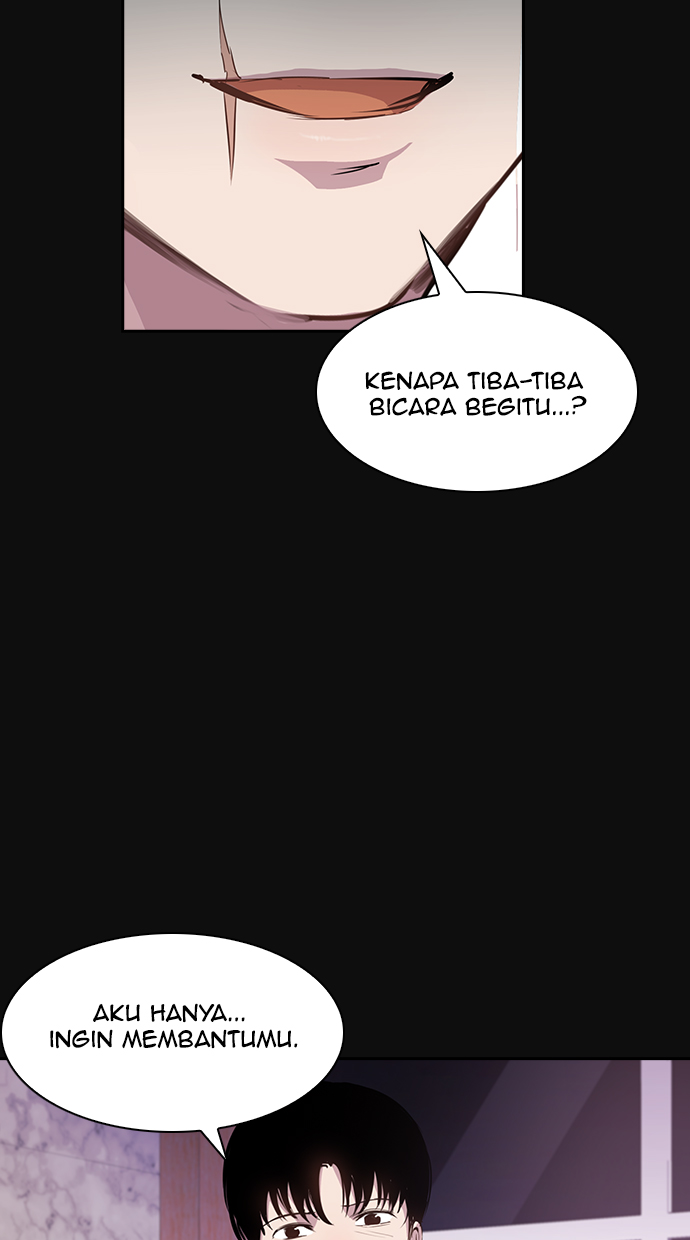 KENAPA TIBA-TIBA
BICARA BEGITU...?
AKU HANYA...
INGIN MEMBANTUMU.